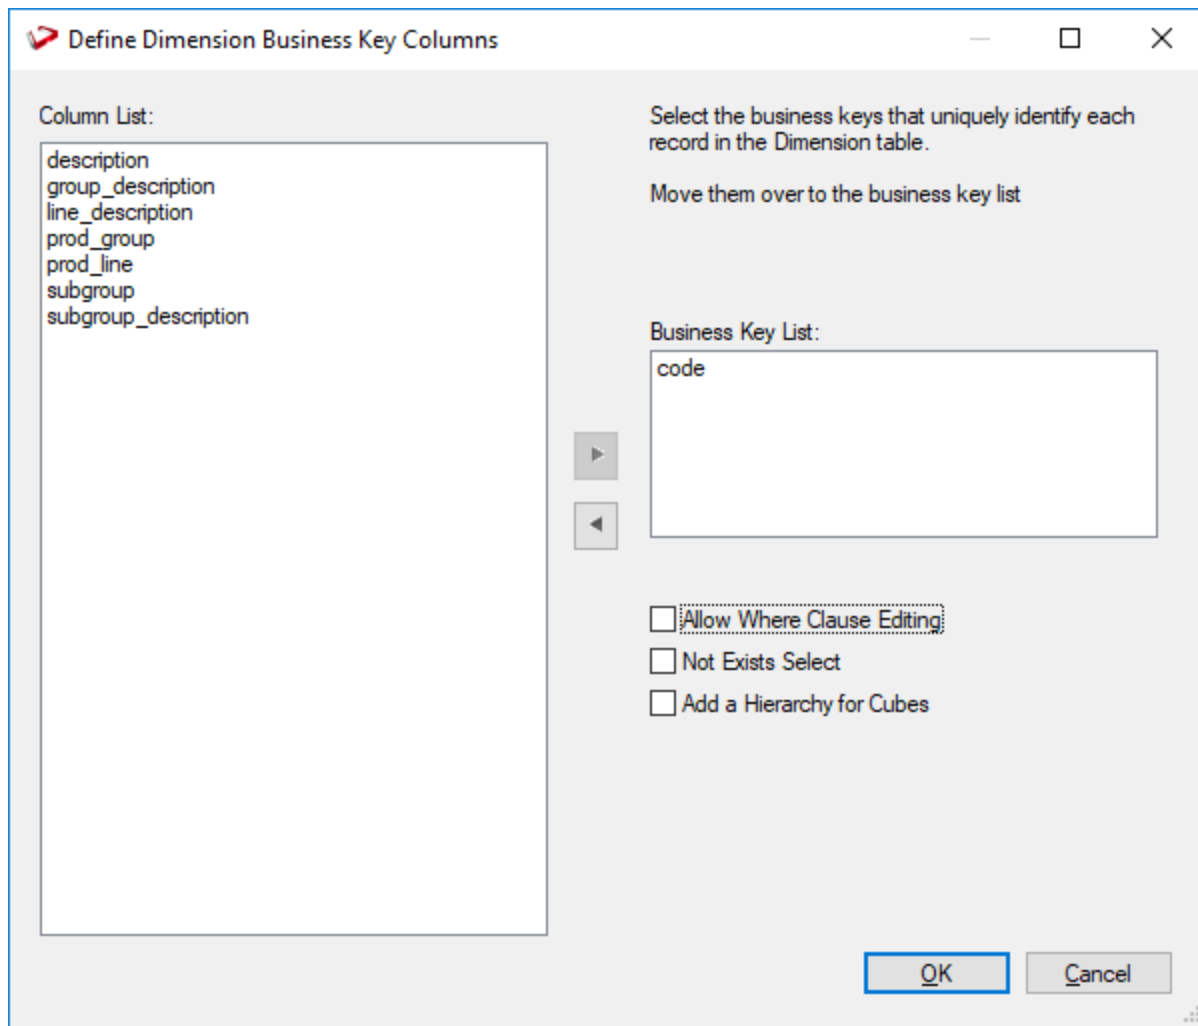 Define Dimension Business Key Columns
Column List:
description
group_description
line_description
prod_group
prod_line
subgroup
subgroup_description
Select the business keys that uniquely identify each
record in the Dimension table.
Move them over to the business key list
Business Key List:
code
Allow Where Clause Editing
Not Exists Select
Add a Hierarchy for Cubes
OK
Cancel